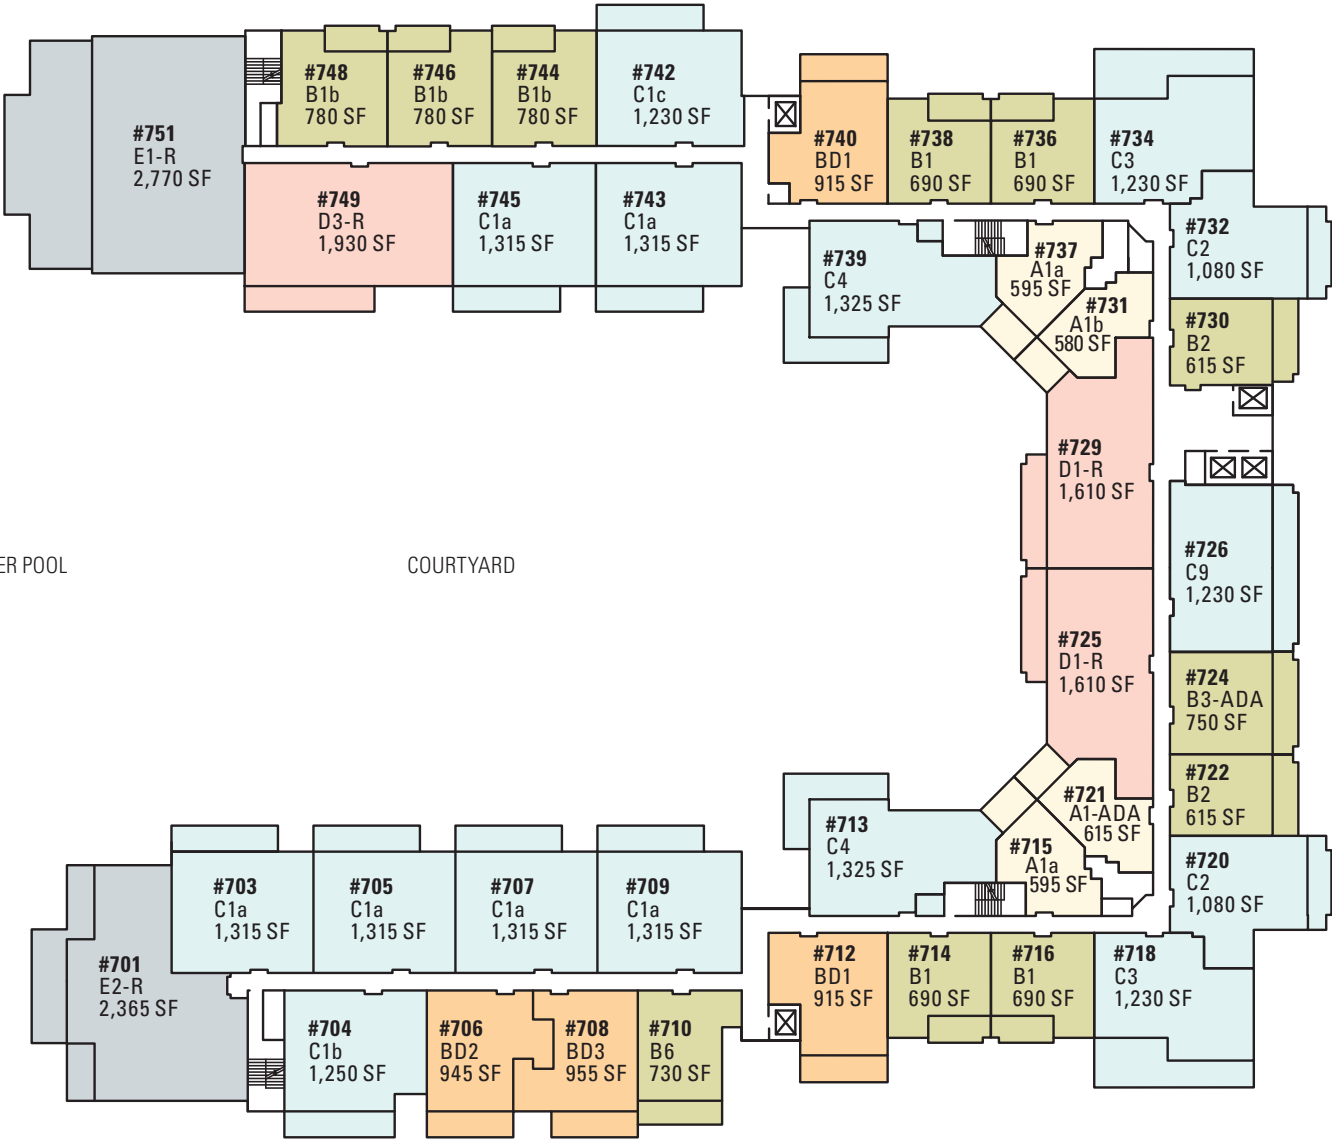 #748
B1b
780 SF
#746
B1b
780 SF
#744
B1b
780 SF
#742
C1c
1,230 SF
#751
E1-R
2,770 SF
#740
BD1
915 SF
#738
B1
690 SF
#736
B1
690 SF
#734
C3
1,230 SF
#749
D3-R
1,930 SF
#745
C1a
1,315 SF
#743
C1a
1,315 SF
#739
C4
1,325 SF
#737
A1a
595 SF
#732
C2
1,080 SF
#731
A1b
580 SF
#730
B2
615 SF
#729
D1-R
1,610 SF
ER POOL
COURTYARD
#726
C9
1,230 SF
#725
D1-R
1,610 SF
#724
B3-ADA
750 SF
#722
B2
615 SF
#721
A1-ADA
615 SF
#713
C4
1,325 SF
#715
A1a
595 SF
#720
C2
1,080 SF
#703
C1a
1,315 SF
#705
C1a
1,315 SF
#707
C1a
1,315 SF
#709
C1a
1,315 SF
#701
E2-R
2,365 SF
#712
BD1
915 SF
#714
B1
690 SF
#716
B1
690 SF
#718
C3
1,230 SF
#704
C1b
1,250 SF
#706
BD2
945 SF
#708
BD3
955 SF
#710
B6
730 SF